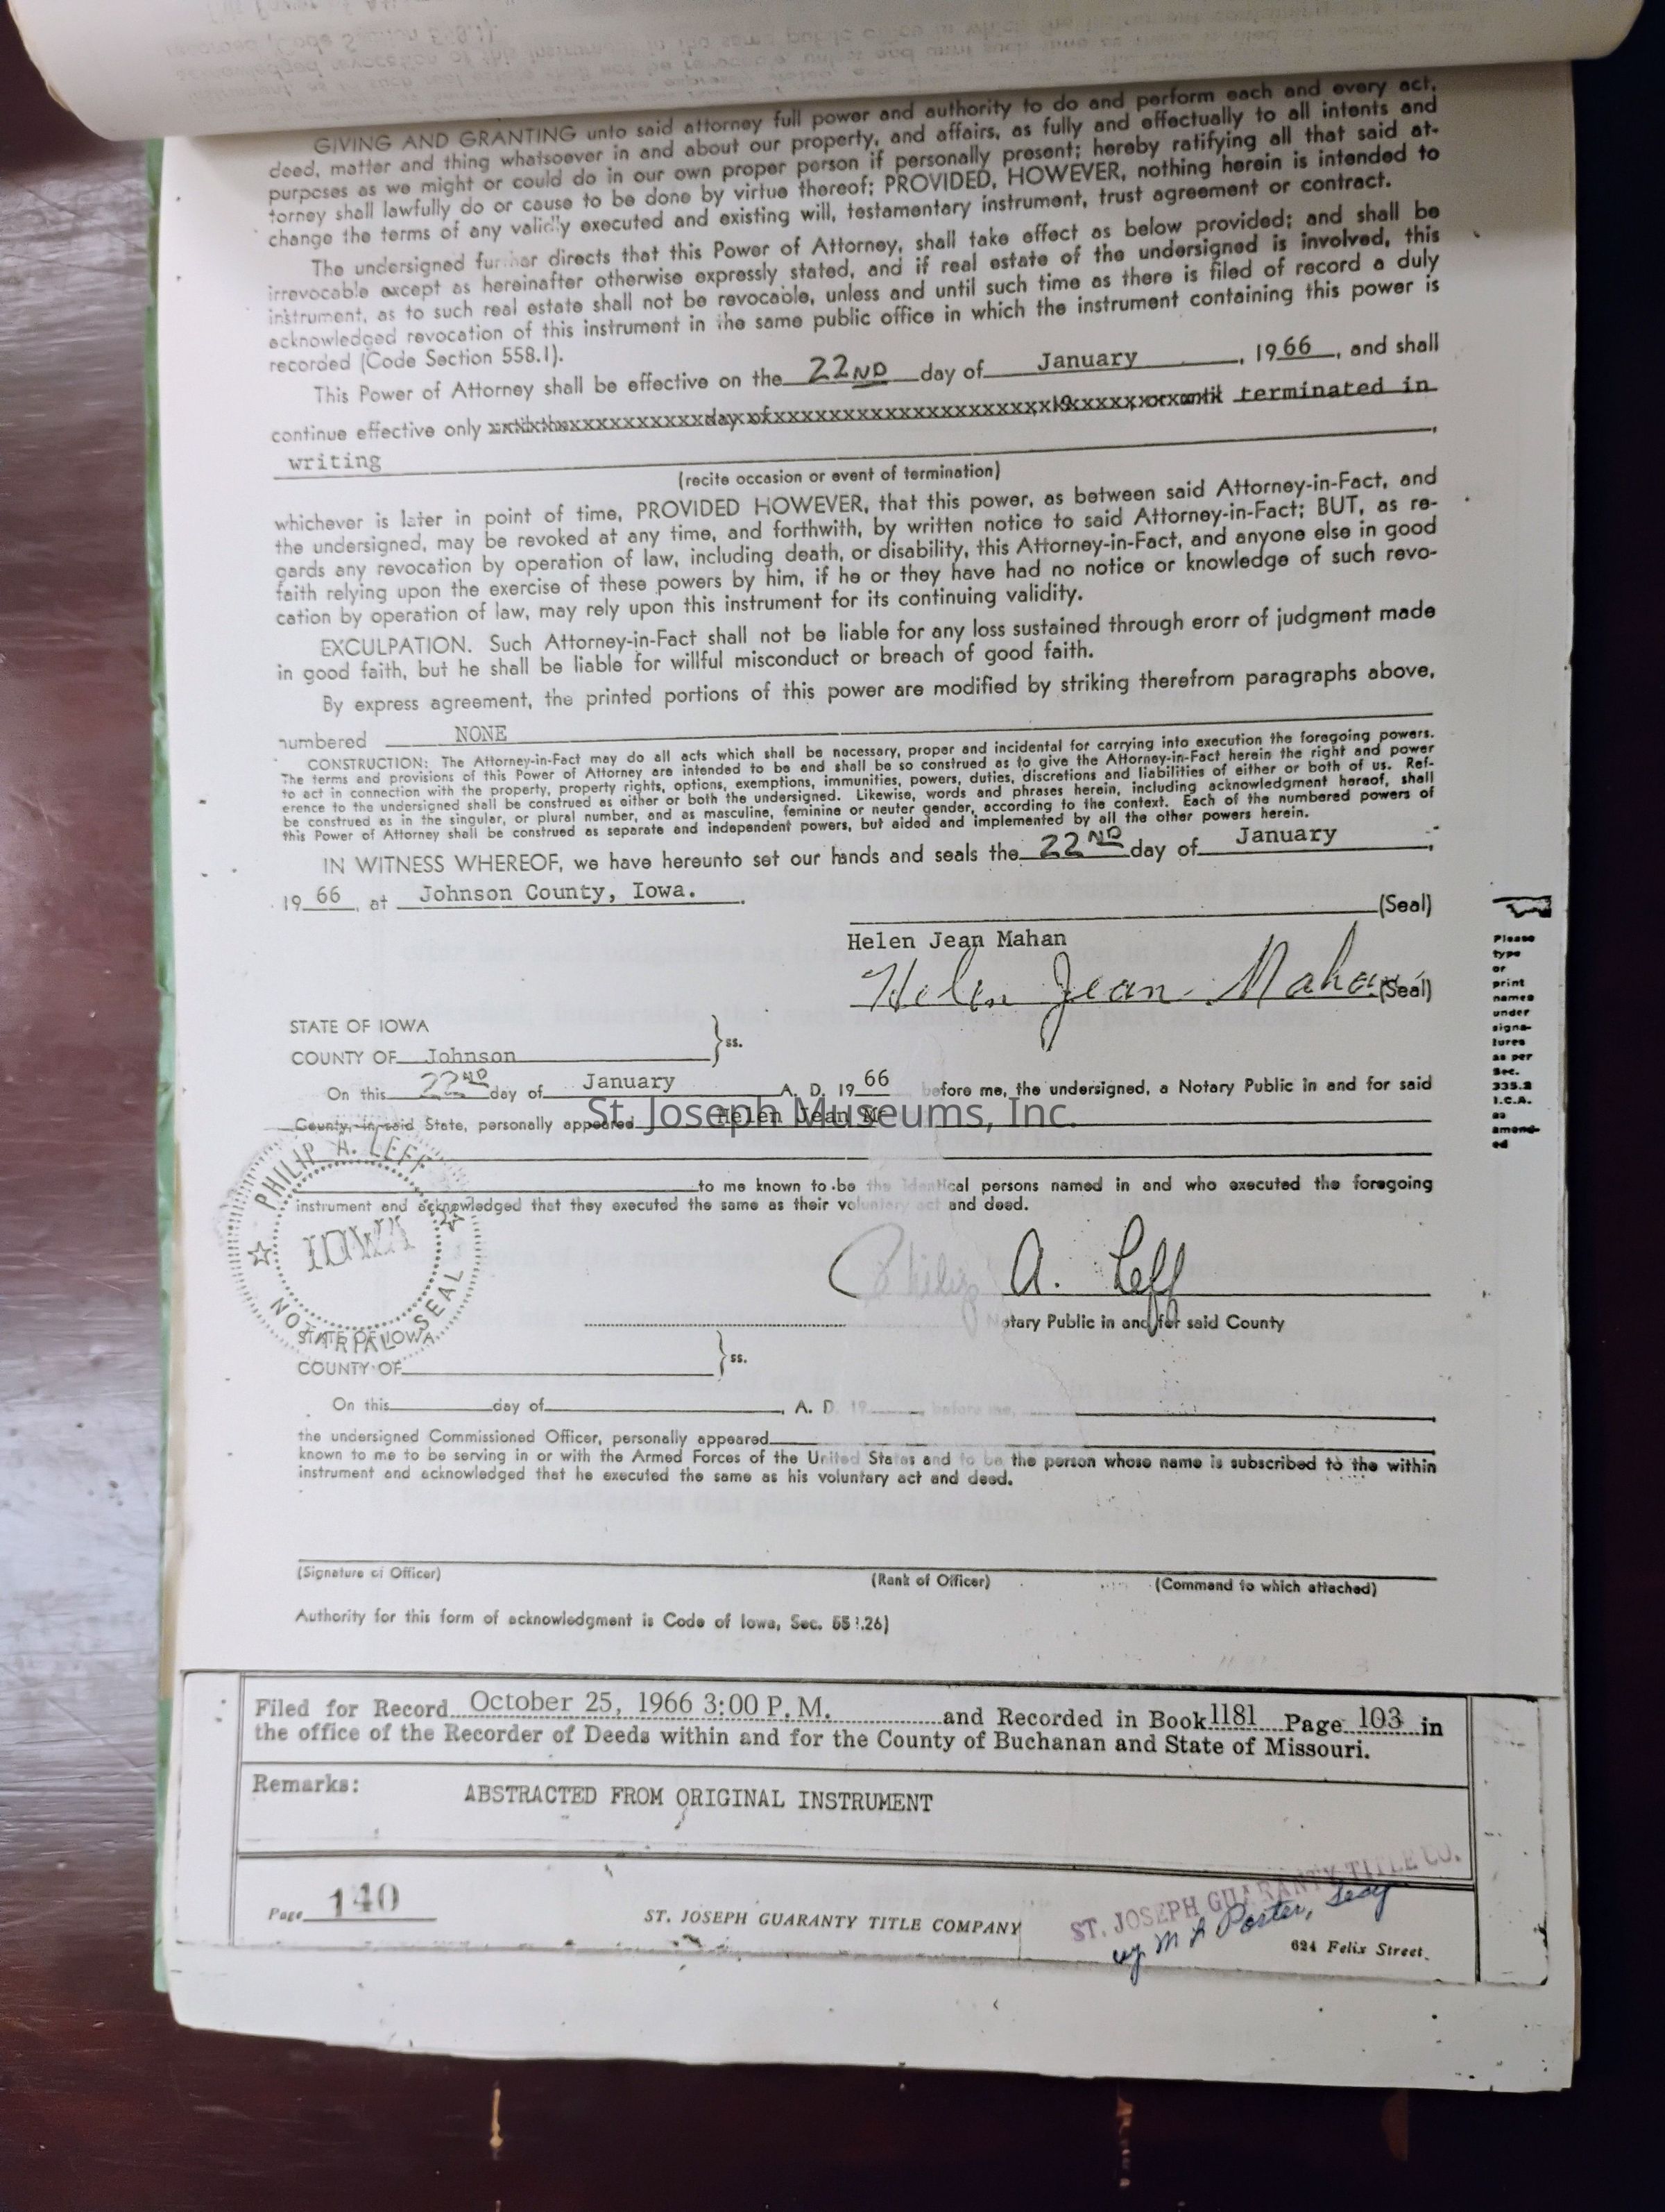 GIVING AND GRANTING unto said attorney full power and authority to do and perform each and every act,
deed, matter and thing whatsoever in and about our property, and affairs, as fully and effectually to all intents and
purposes as we might or could do in our own proper person if personally present; hereby ratifying all that said at-
torney shall lawfully do or cause to be done by virtue thereof; PROVIDED, HOWEVER, nothing herein is intended to
change the terms of any validly executed and existing will, testamentary instrument, trust agreement or contract.
The undersigned further directs that this Power of Attorney, shall take effect as below provided; and shall be
irrevocable except as hereinafter otherwise expressly stated, and if real estate of the undersigned is involved, this
instrument, as to such real estate shall not be revocable, unless and until such time as there is filed of record a duly
acknowledged revocation of this instrument in the same public office in which the instrument containing this power is
recorded (Code Section 558.1).
This Power of Attorney shall be effective on the 22ND day of January, 1966, and shall
continue effective only terminated in
writing
(recite occasion or event of termination)
whichever is later in point of time, PROVIDED HOWEVER, that this power, as between said Attorney-in-Fact, and
the undersigned, may be revoked at any time, and forthwith, by written notice to said Attorney-in-Fact; BUT, as re-
gards any revocation by operation of law, including death, or disability, this Attorney-in-Fact, and anyone else in good
faith relying upon the exercise of these powers by him, if he or they have had no notice or knowledge of such revo-
cation by operation of law, may rely upon this instrument for its continuing validity.
EXCULPATION. Such Attorney-in-Fact shall not be liable for any loss sustained through erorr of judgment made
in good faith, but he shall be liable for willful misconduct or breach of good faith.
By express agreement, the printed portions of this power are modified by striking therefrom paragraphs above,
numbered NONE
CONSTRUCTION: The Attorney-in-Fact may do all acts which shall be necessary, proper and incidental for carrying into execution the foregoing powers.
The terms and provisions of this Power of Attorney are intended to be and shall be so construed as to give the Attorney-in-Fact herein the right and power
to act in connection with the property, property rights, options, exemptions, immunities, powers, duties, discretions and liabilities of either or both of us. Ref-
erence to the undersigned shall be construed as either or both the undersigned. Likewise, words and phrases herein, including acknowledgment hereof, shall
be construed as in the singular, or plural number, and as masculine, feminine or neuter gender, according to the context. Each of the numbered powers of
this Power of Attorney shall be construed as separate and independent powers, but aided and implemented by all the other powers herein.
IN WITNESS WHEREOF, we have hereunto set our hands and seals the 22ND day of January,
1966, at Johnson County, Iowa.
(Seal)
Helen Jean Mahan
Helen Jean Mahan (Seal)
Please
type
or
print
names
under
signa-
tures
as per
Sec.
335.2
I.C.A.
as
amend-
ed
STATE OF IOWA
COUNTY OF Johnson
ss.
On this 22ND day of January A. D. 1966 before me, the undersigned, a Notary Public in and for said
County, in said State, personally appeared Helen Jean M
St. Joseph Museums, Inc.
to me known to be the identical persons named in and who executed the foregoing
instrument and acknowledged that they executed the same as their voluntary act and deed.
PHILIP A. LEFF
IOWA
NOTARIAL SEAL
Philip A. Leff
Notary Public in and for said County
STATE OF IOWA
COUNTY OF
ss.
On this day of, A. D. 19, before me,
the undersigned Commissioned Officer, personally appeared
known to me to be serving in or with the Armed Forces of the United States and to be the person whose name is subscribed to the within
instrument and acknowledged that he executed the same as his voluntary act and deed.
(Signature of Officer) (Rank of Officer) (Command to which attached)
Authority for this form of acknowledgment is Code of Iowa, Sec. 26)
Filed for Record October 25, 1966 3:00 P.M. and Recorded in Book 1181 Page 103 in
the office of the Recorder of Deeds within and for the County of Buchanan and State of Missouri.
Remarks: ABSTRACTED FROM ORIGINAL INSTRUMENT
Page 140
ST. JOSEPH GUARANTY TITLE COMPANY
ST. JOSEPH GUARANTY TITLE CO.
by M Porter, Secy
624 Felix Street.